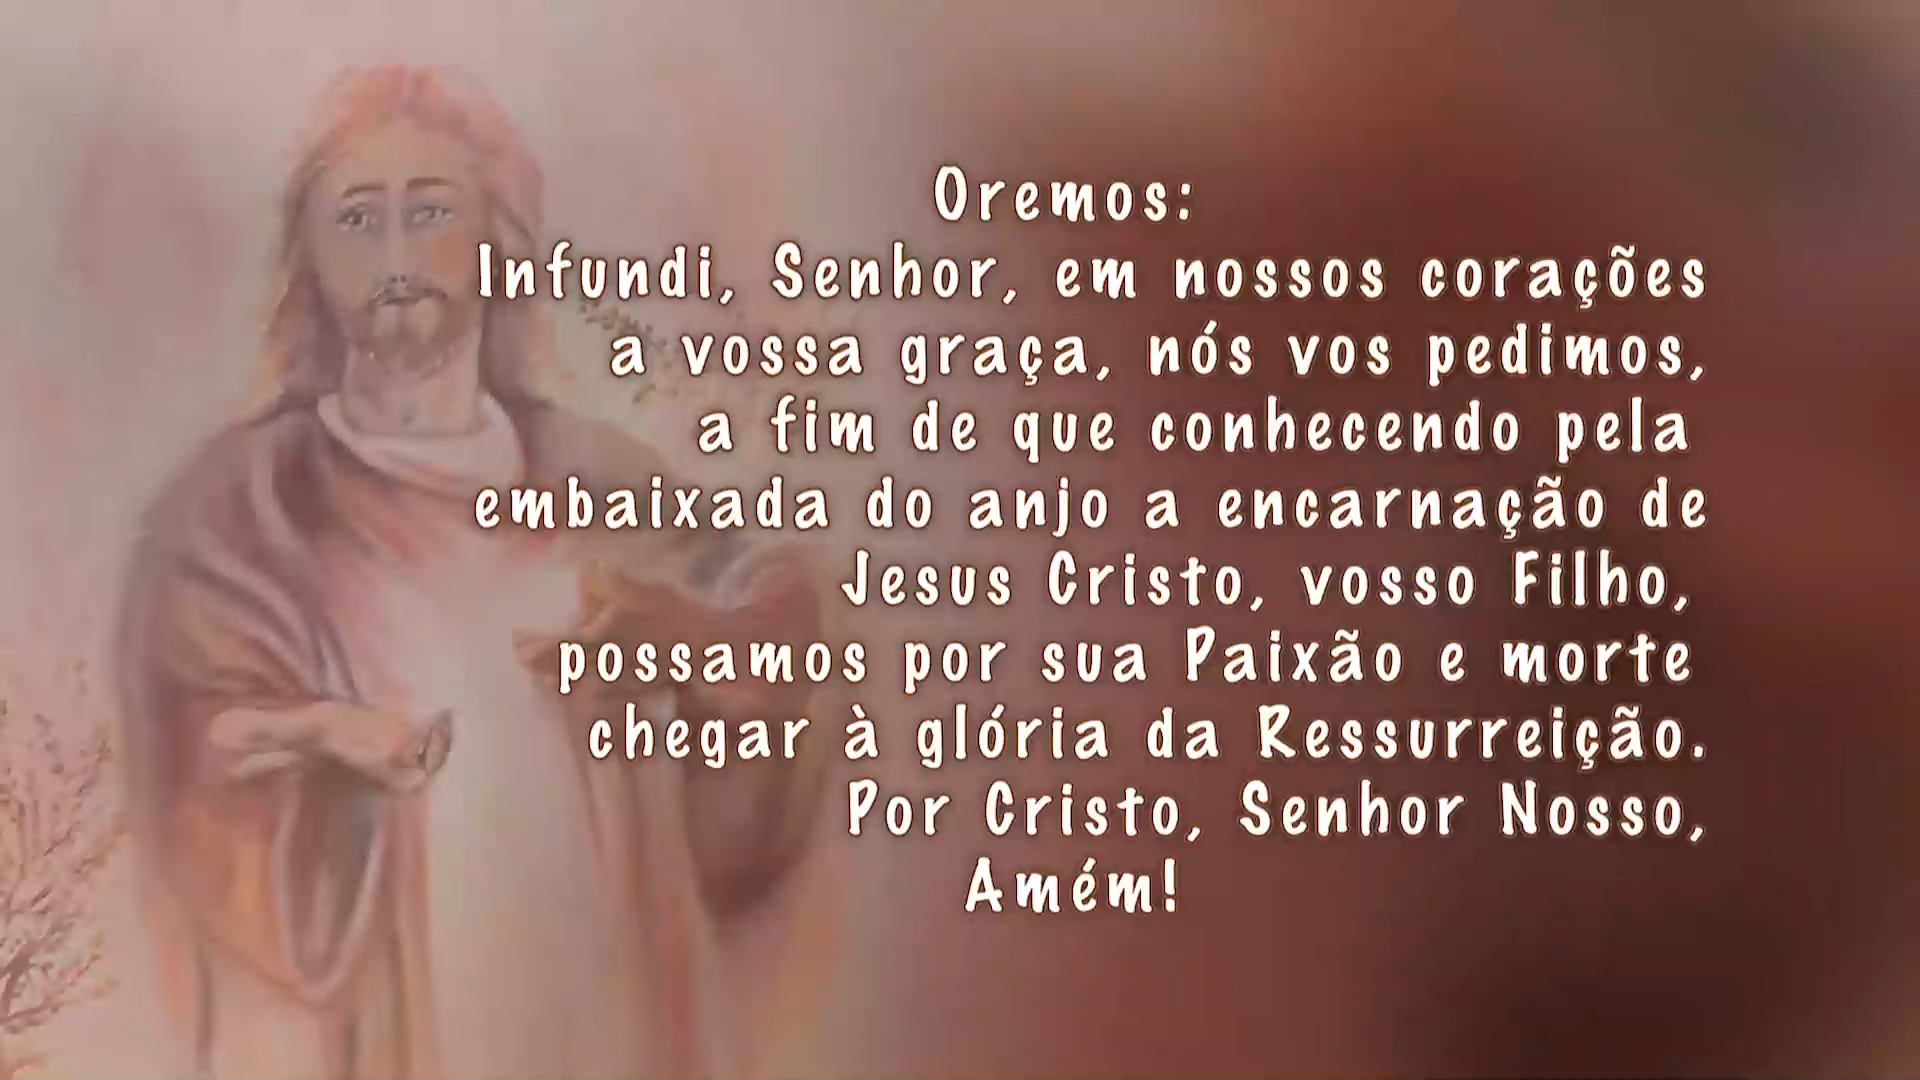 Oremos:
Infundi, Senhor, em nossos corações
a vossa graça, nós vos pedimos,
a fim de que conhecendo pela
embaixada do anjo a encarnação de
Jesus Cristo, vosso Filho,
possamos por sua Paixão e morte
chegar à glória da Ressurreição.
Por Cristo, Senhor Nosso,
Amém!